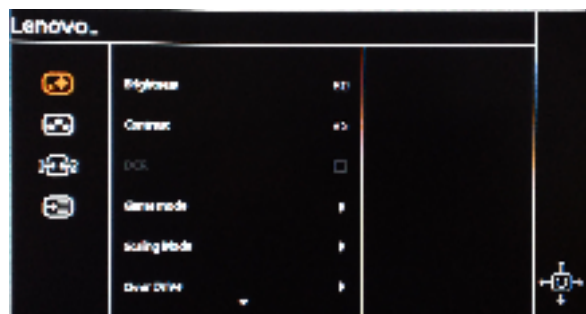 Lenovo
Brightness
Contrast
DCR
Game mode
Scaling Mode
Over Drive